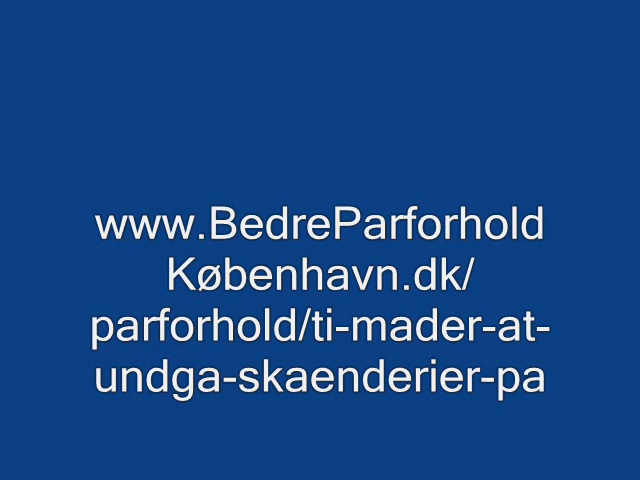 www.BedreParforhold
København.dk/
parforhold/ti-mader-at-
undga-skaenderier-pa